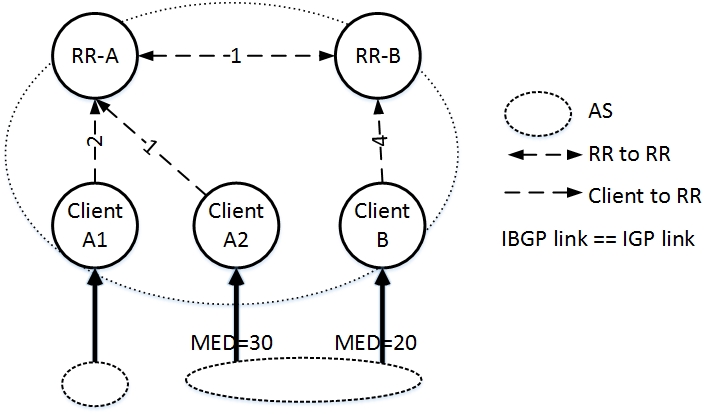 RR-A
1
RR-B
AS
RR to RR
2
1
4
Client to RR
Client
A1
Client
A2
Client
B
IBGP link == IGP link
MED=30
MED=20